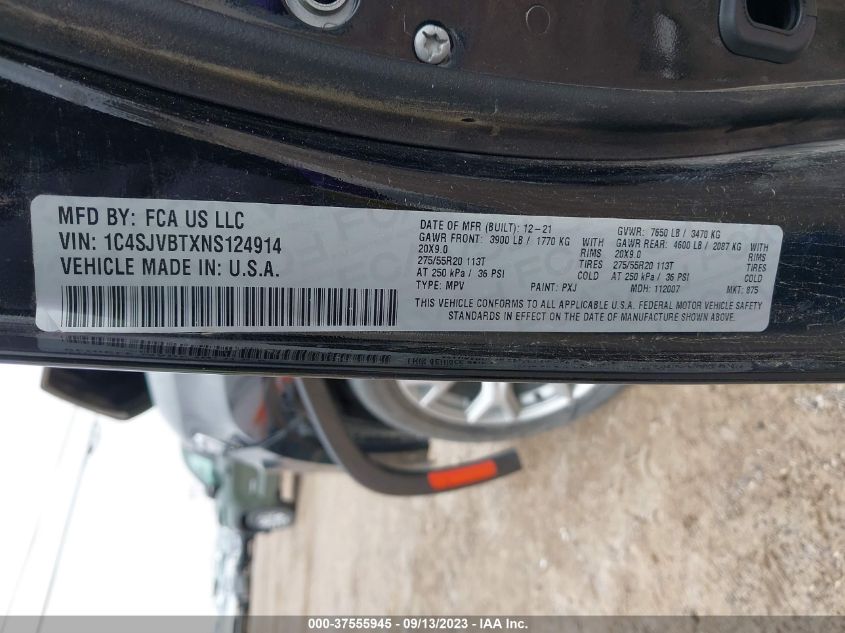 MFD BY: FCA US LLC
VIN: 1C4SJVBTXNS124914
VEHICLE MADE IN: U.S.A.
DATE OF MFR (BUILT): 12-21
GAWR FRONT: 3900 LB / 1770 KG WITH
20X9.0 RIMS
275/55R20 113T TIRES
AT 250 kPa / 36 PSI COLD
TYPE: MPV PAINT: PXJ
GVWR: 7650 LB / 3470 KG
GAWR REAR: 4600 LB / 2087 KG WITH
20X9.0 RIMS
275/55R20 113T TIRES
AT 250 kPa / 36 PSI COLD
MDH: 112007 MKT: 875
THIS VEHICLE CONFORMS TO ALL APPLICABLE U.S.A. FEDERAL MOTOR VEHICLE SAFETY
STANDARDS IN EFFECT ON THE DATE OF MANUFACTURE SHOWN ABOVE.
000-37555945 - 09/13/2023 - IAA Inc.